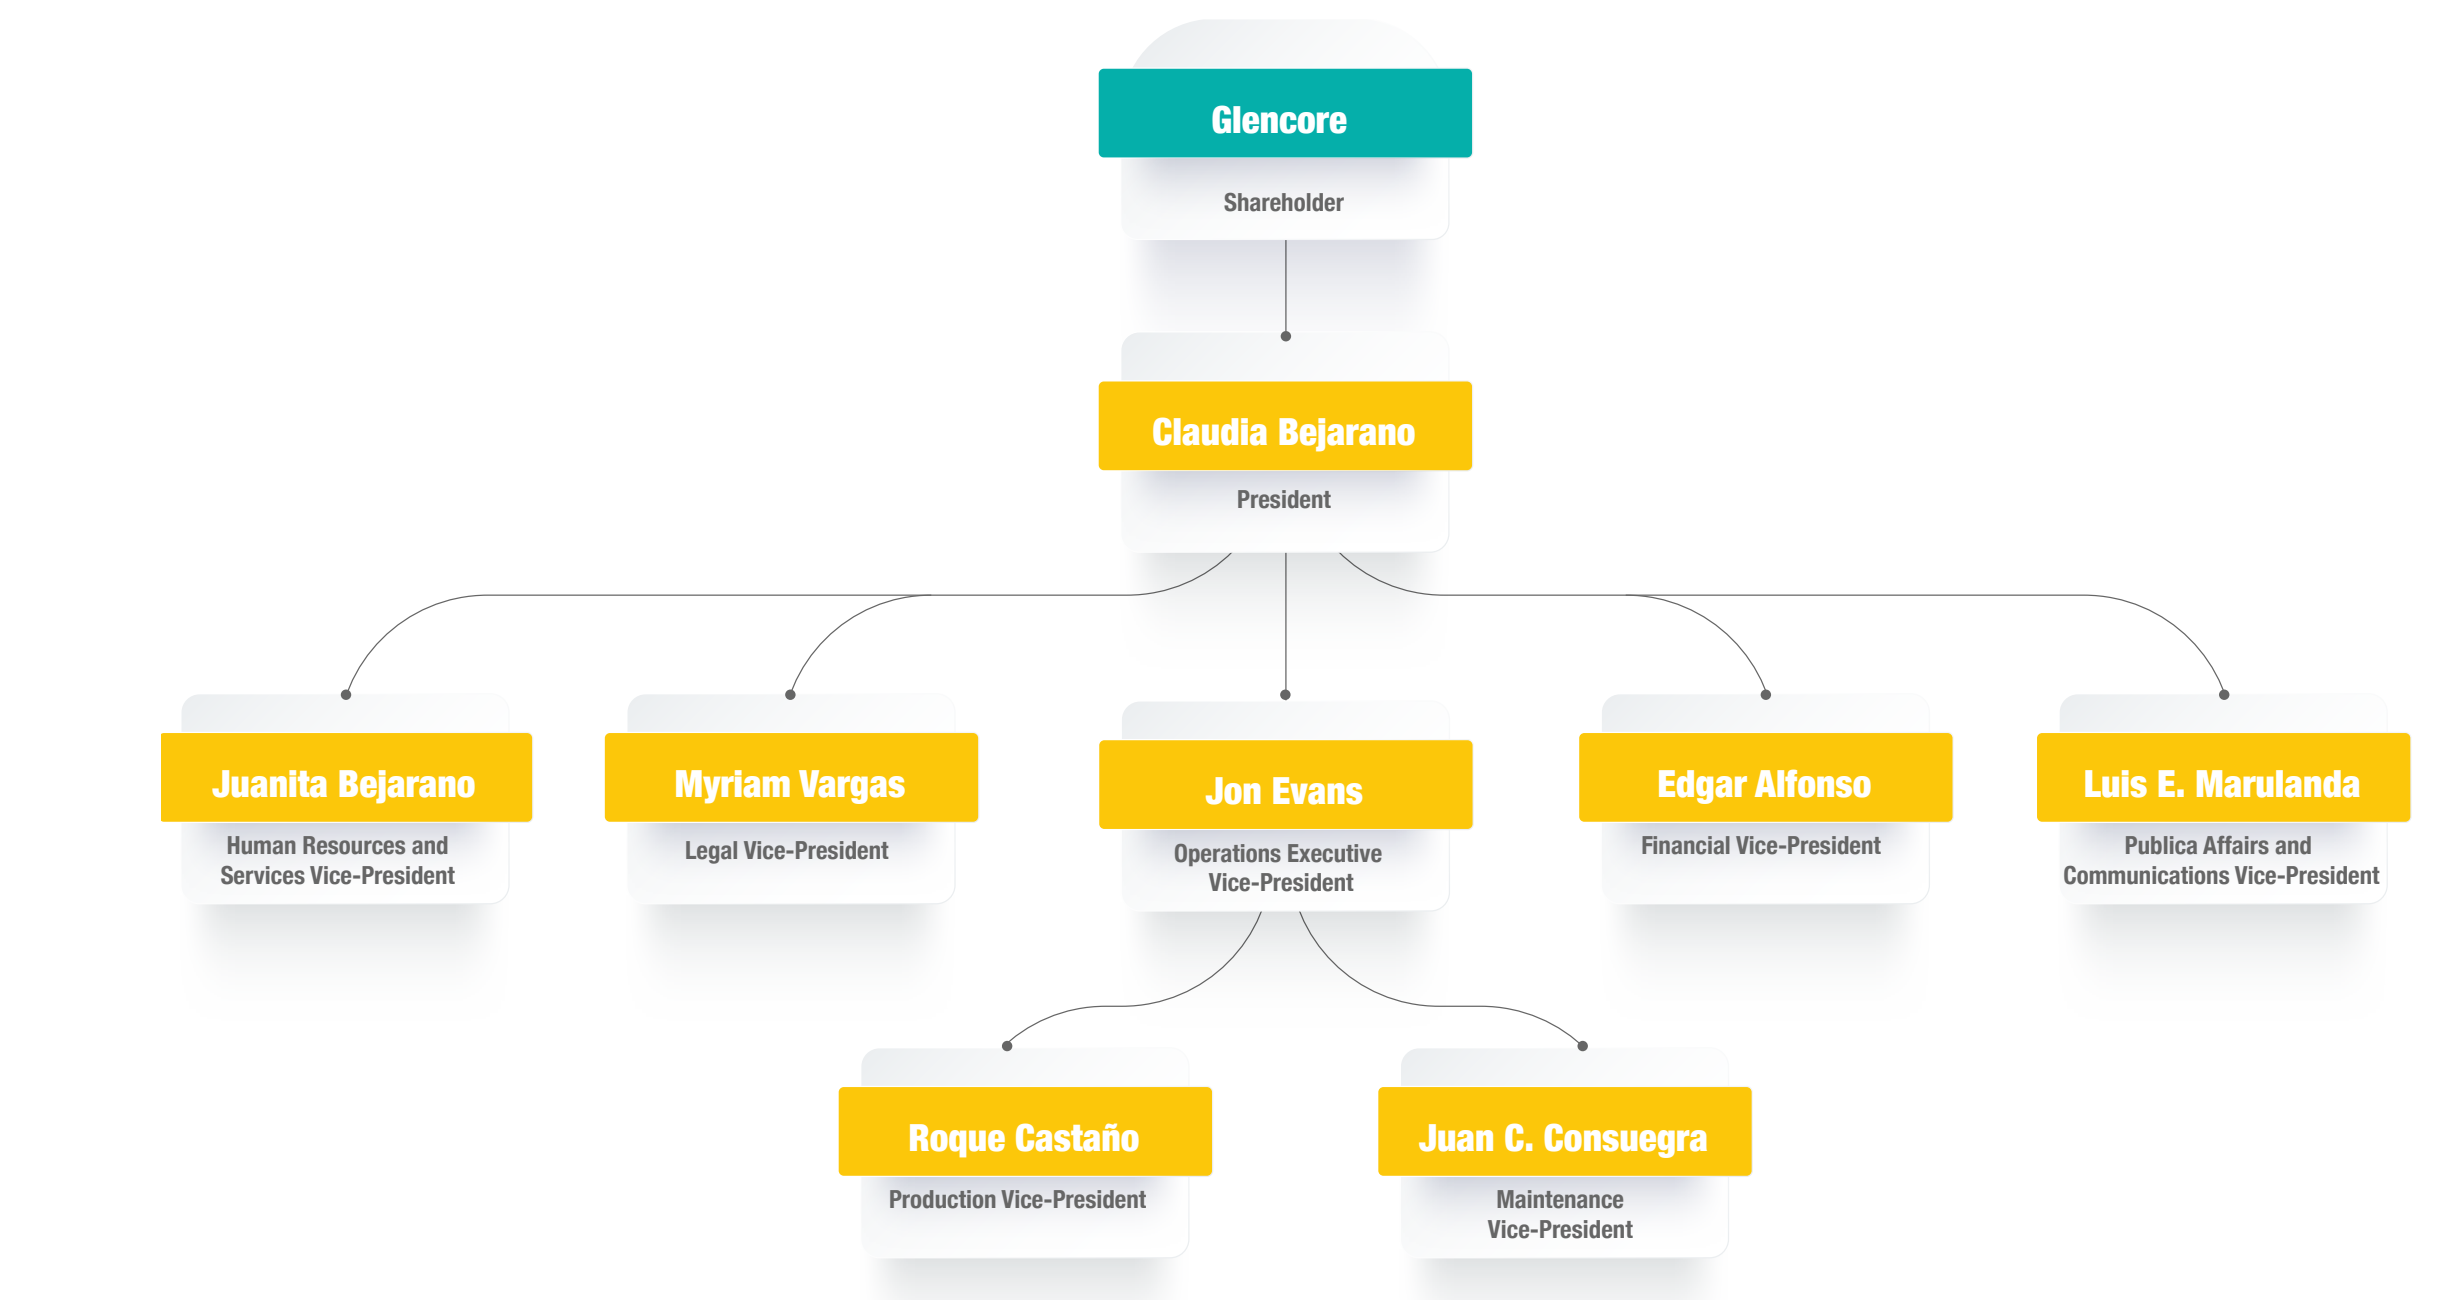 Glencore
Shareholder
Claudia Bejarano
President
Juanita Bejarano
Human Resources and
Services Vice-President
Myriam Vargas
Legal Vice-President
Jon Evans
Operations Executive
Vice-President
Edgar Alfonso
Financial Vice-President
Luis E. Marulanda
Publica Affairs and
Communications Vice-President
Roque Castaño
Production Vice-President
Juan C. Consuegra
Maintenance
Vice-President